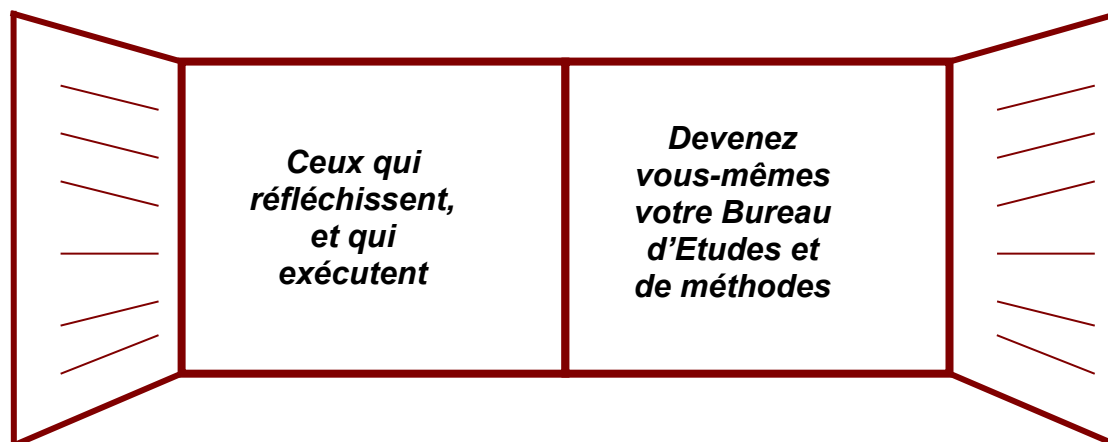 Ceux qui
réfléchissent,
et qui
exécutent
Devenez
vous-mêmes
votre Bureau
d'Etudes et
de méthodes